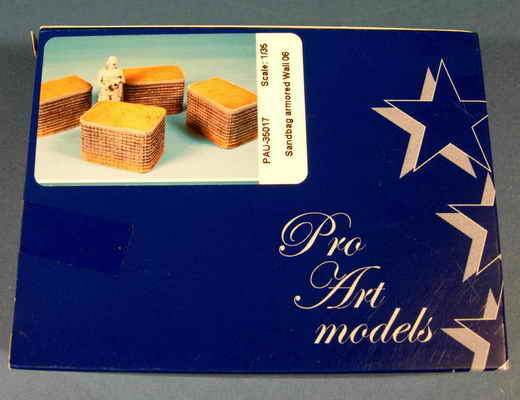 PAU-35017 Scale: 1/35
Sandbag armored Wall 06
Pro
Art
models